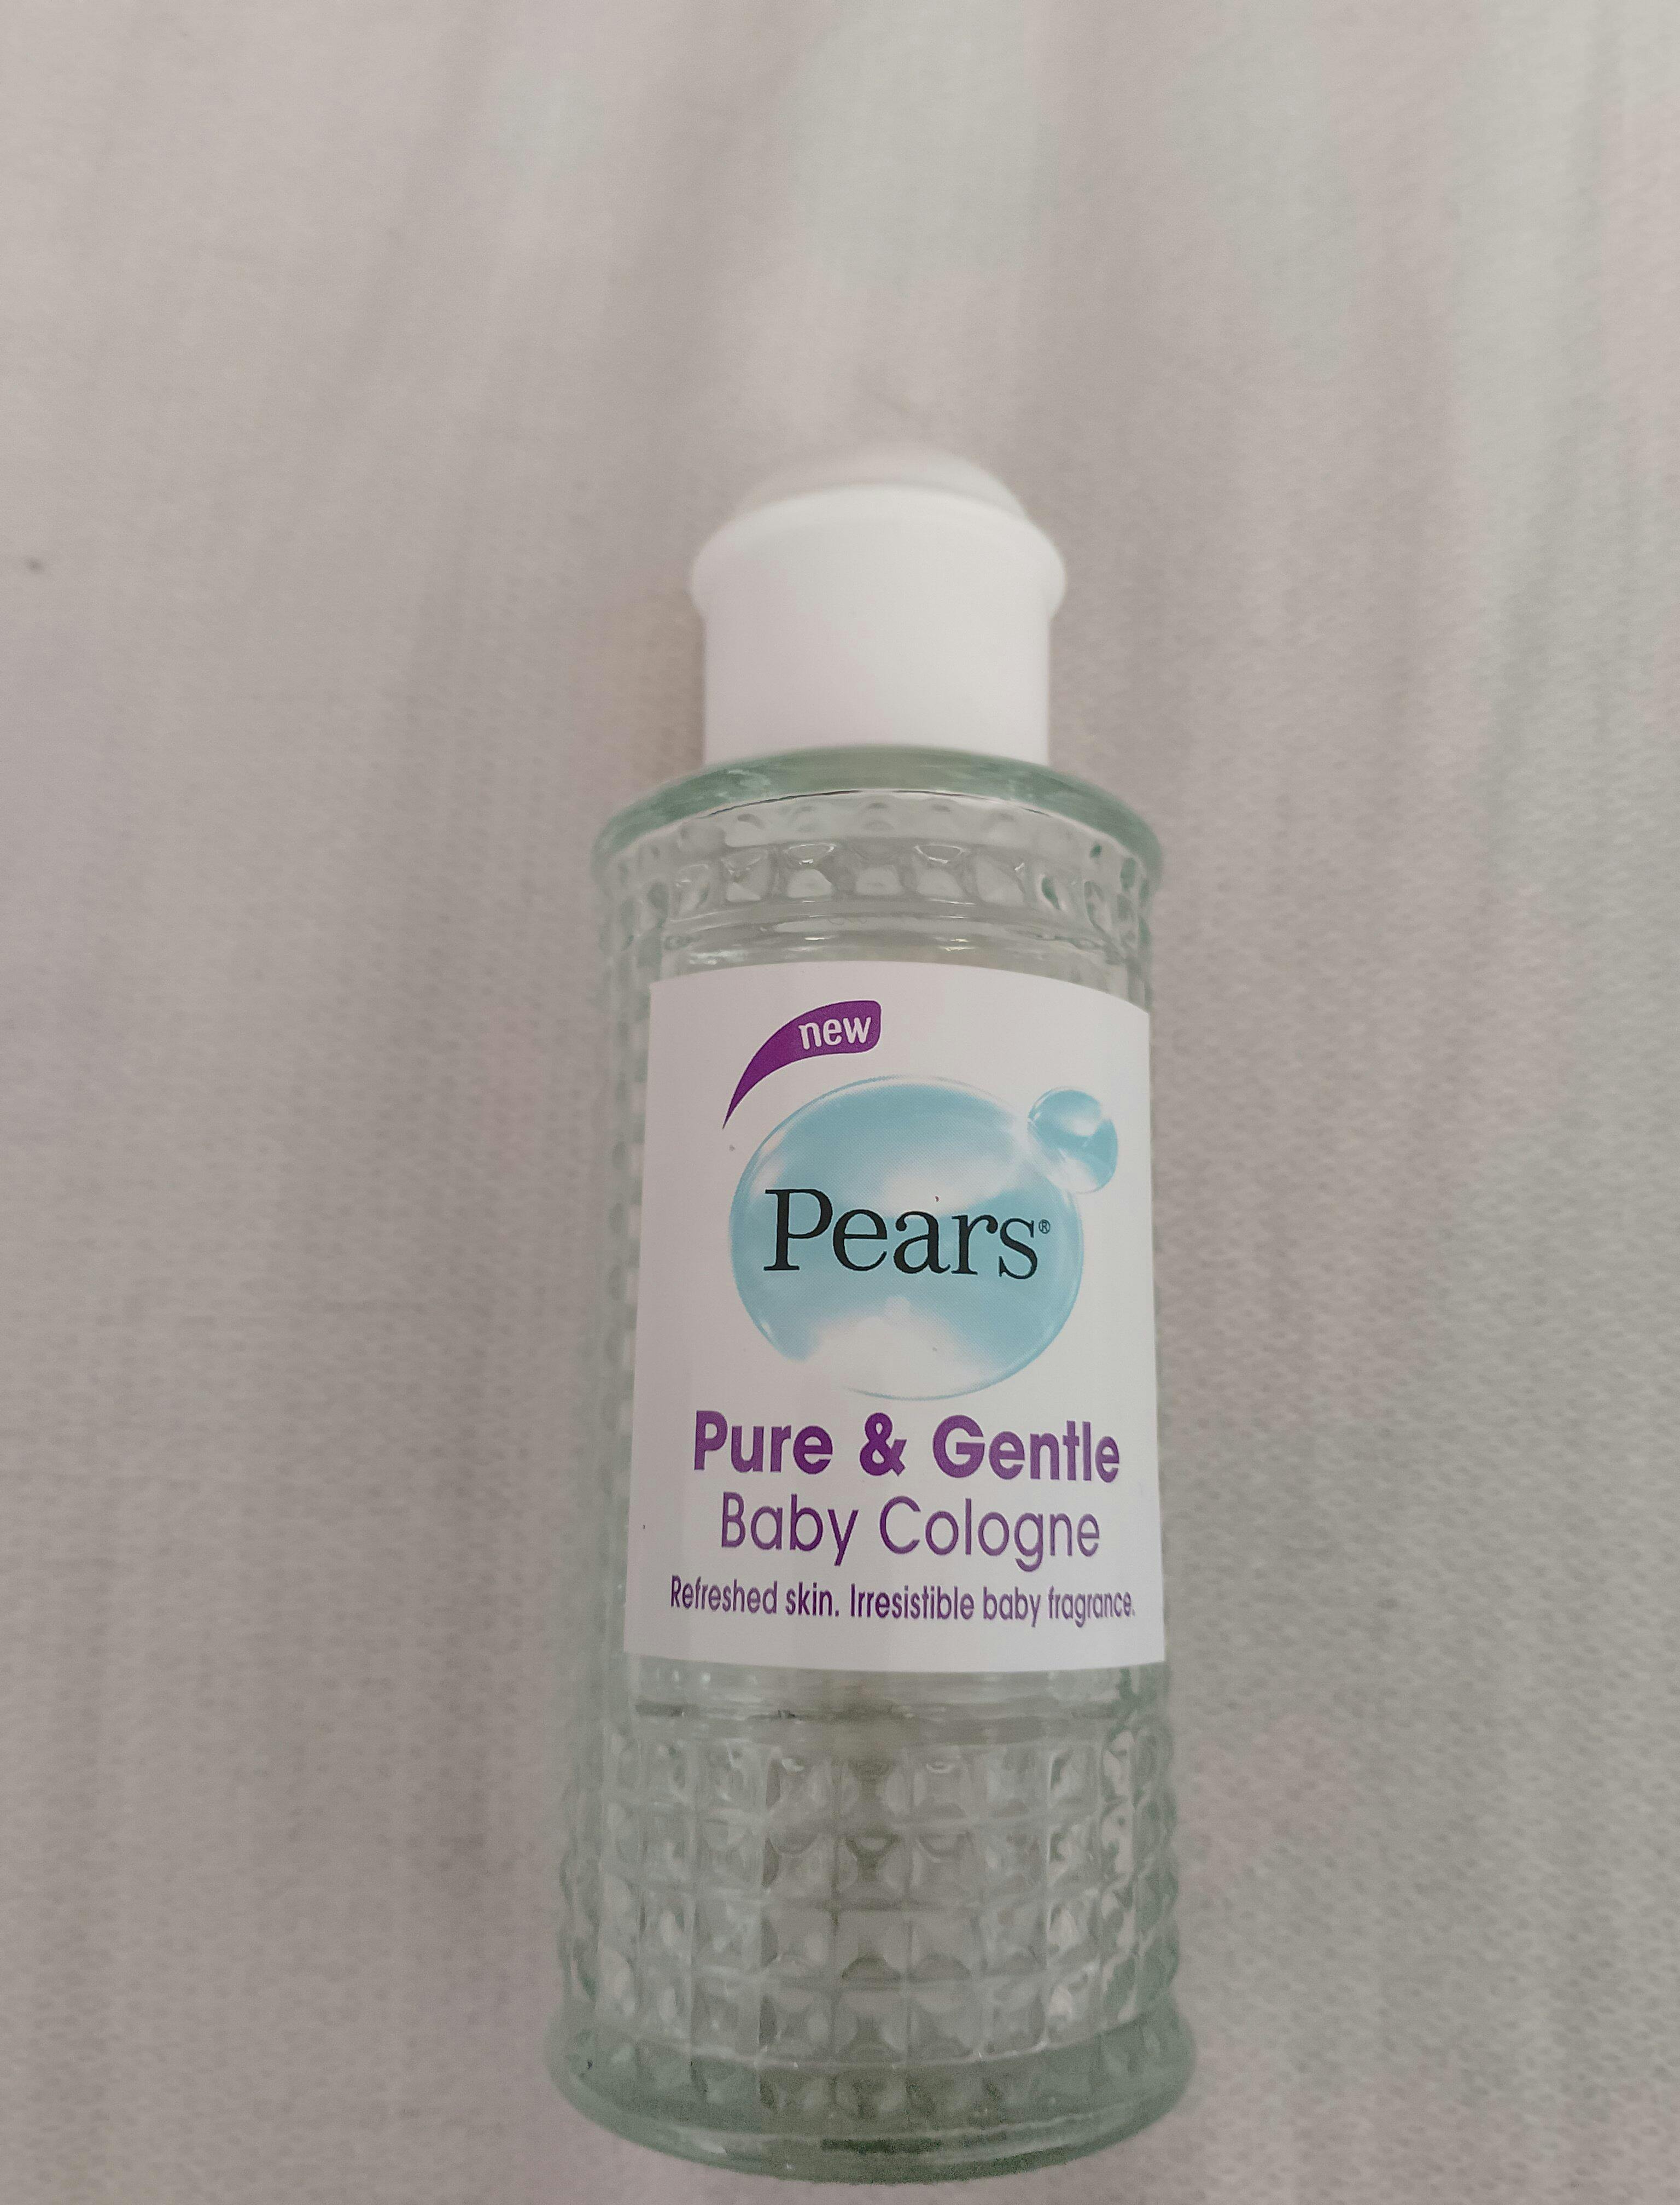 new
Pears®
Pure & Gentle
Baby Cologne
Refreshed skin. Irresistible baby fragrance.